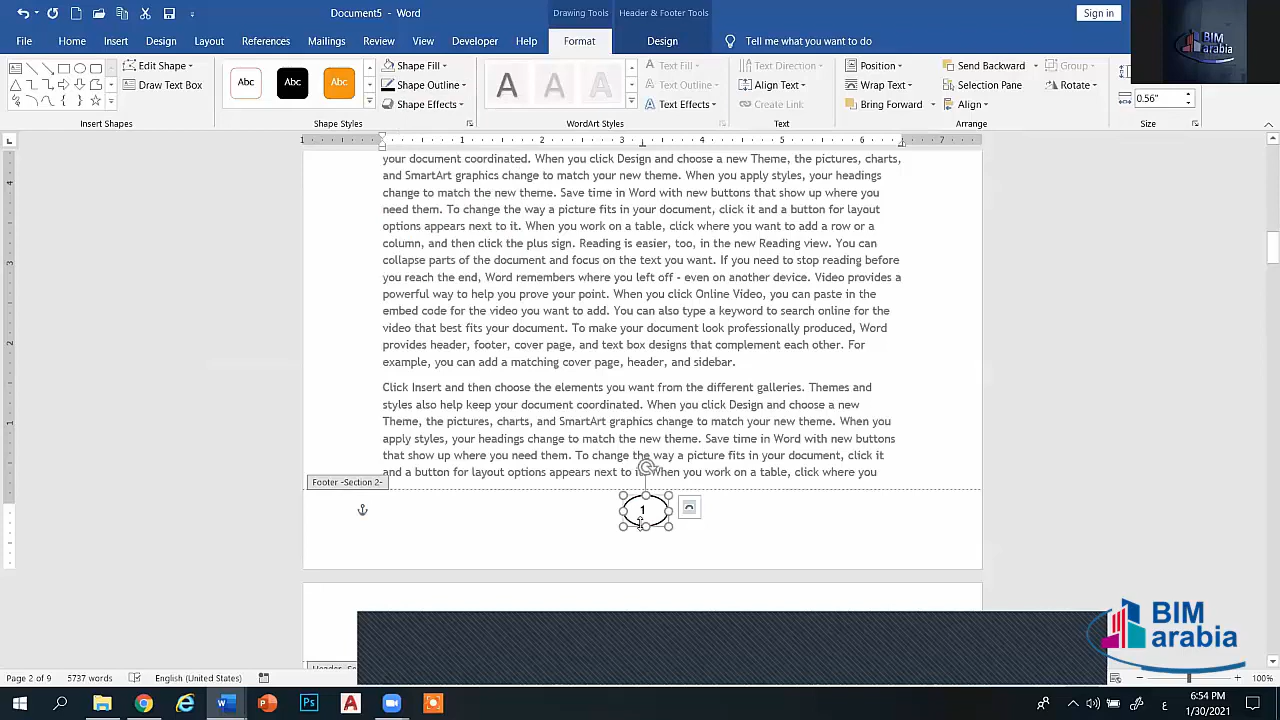 Document5 - Word
Drawing Tools
Header & Footer Tools
Sign in
File
Home
Insert
Design
Layout
References
Mailings
Review
View
Developer
Help
Format
Design
Tell me what you want to do
Edit Shape
Draw Text Box
Insert Shapes
Abc
Abc
Abc
Shape Fill
Shape Outline
Shape Effects
Shape Styles
A
A
A
Text Fill
Text Outline
Text Effects
WordArt Styles
Text Direction
Align Text
Create Link
Text
Position
Wrap Text
Bring Forward
Send Backward
Selection Pane
Align
Group
Rotate
Arrange
0.56"
Size
BIM
arabia
1 1 2 3 4 5 6 7
4
3
2
1
your document coordinated. When you click Design and choose a new Theme, the pictures, charts,
and SmartArt graphics change to match your new theme. When you apply styles, your headings
change to match the new theme. Save time in Word with new buttons that show up where you
need them. To change the way a picture fits in your document, click it and a button for layout
options appears next to it. When you work on a table, click where you want to add a row or a
column, and then click the plus sign. Reading is easier, too, in the new Reading view. You can
collapse parts of the document and focus on the text you want. If you need to stop reading before
you reach the end, Word remembers where you left off - even on another device. Video provides a
powerful way to help you prove your point. When you click Online Video, you can paste in the
embed code for the video you want to add. You can also type a keyword to search online for the
video that best fits your document. To make your document look professionally produced, Word
provides header, footer, cover page, and text box designs that complement each other. For
example, you can add a matching cover page, header, and sidebar.
Click Insert and then choose the elements you want from the different galleries. Themes and
styles also help keep your document coordinated. When you click Design and choose a new
Theme, the pictures, charts, and SmartArt graphics change to match your new theme. When you
apply styles, your headings change to match the new theme. Save time in Word with new buttons
that show up where you need them. To change the way a picture fits in your document, click it
and a button for layout options appears next to it. When you work on a table, click where you
Footer -Section 2-
1
BIM
arabia
Page 2 of 9
5737 words
English (United States)
100%
Ps
A
ع
6:54 PM
1/30/2021